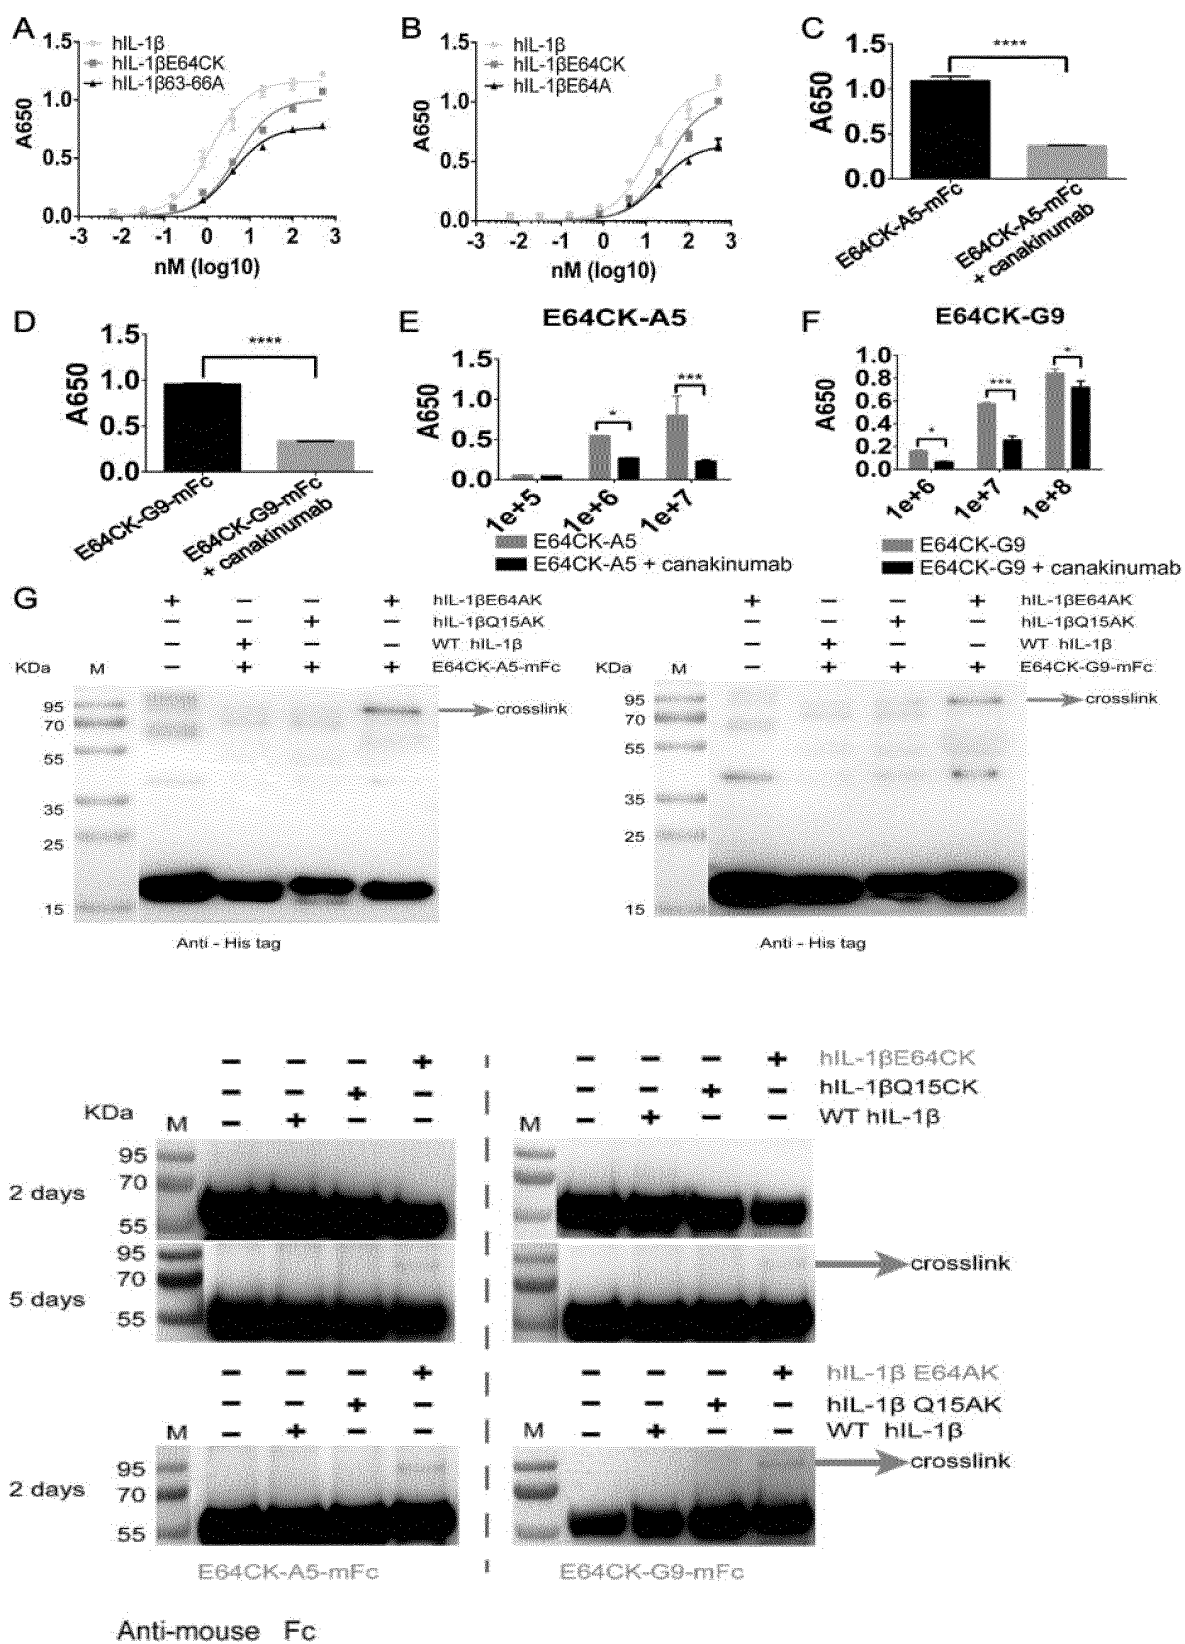 A
hIL-1β
hIL-1βE64CK
hIL-1β63-66A
A650
1.5
1.0
0.5
0.0
-3 -2 -1 0 1 2 3
nM (log10)
B
hIL-1β
hIL-1βE64CK
hIL-1βE64A
A650
1.5
1.0
0.5
0.0
-3 -2 -1 0 1 2 3
nM (log10)
C
****
A650
1.5
1.0
0.5
0.0
E64CK-A5-mFc
E64CK-A5-mFc
+ canakinumab
D
****
A650
1.5
1.0
0.5
0.0
E64CK-G9-mFc
E64CK-G9-mFc
+ canakinumab
E
E64CK-A5
A650
1.5
1.0
0.5
0.0
* ***
1e+5 1e+6 1e+7
E64CK-A5
E64CK-A5 + canakinumab
F
E64CK-G9
A650
1.0
0.8
0.6
0.4
0.2
0.0
* *** *
1e+6 1e+7 1e+8
E64CK-G9
E64CK-G9 + canakinumab
G
+ − − + hIL-1βE64AK
− − + − hIL-1βQ15AK
− + − − WT hIL-1β
KDa M − + + + E64CK-A5-mFc
95
70
55
35
25
15
crosslink
Anti - His tag
+ − − + hIL-1βE64AK
− − + − hIL-1βQ15AK
− + − − WT hIL-1β
KDa M − + + + E64CK-G9-mFc
95
70
55
35
25
15
crosslink
Anti - His tag
− − − + − − − + hIL-1βE64CK
− − + − − − + − hIL-1βQ15CK
KDa M − + − − M − + − − WT hIL-1β
95
2 days 70
55
95 crosslink
70
5 days
55
− − − + − − − + hIL-1β E64AK
− − + − − − + − hIL-1β Q15AK
M − + − − M − + − − WT hIL-1β
95 crosslink
2 days 70
55
E64CK-A5-mFc E64CK-G9-mFc
Anti-mouse Fc